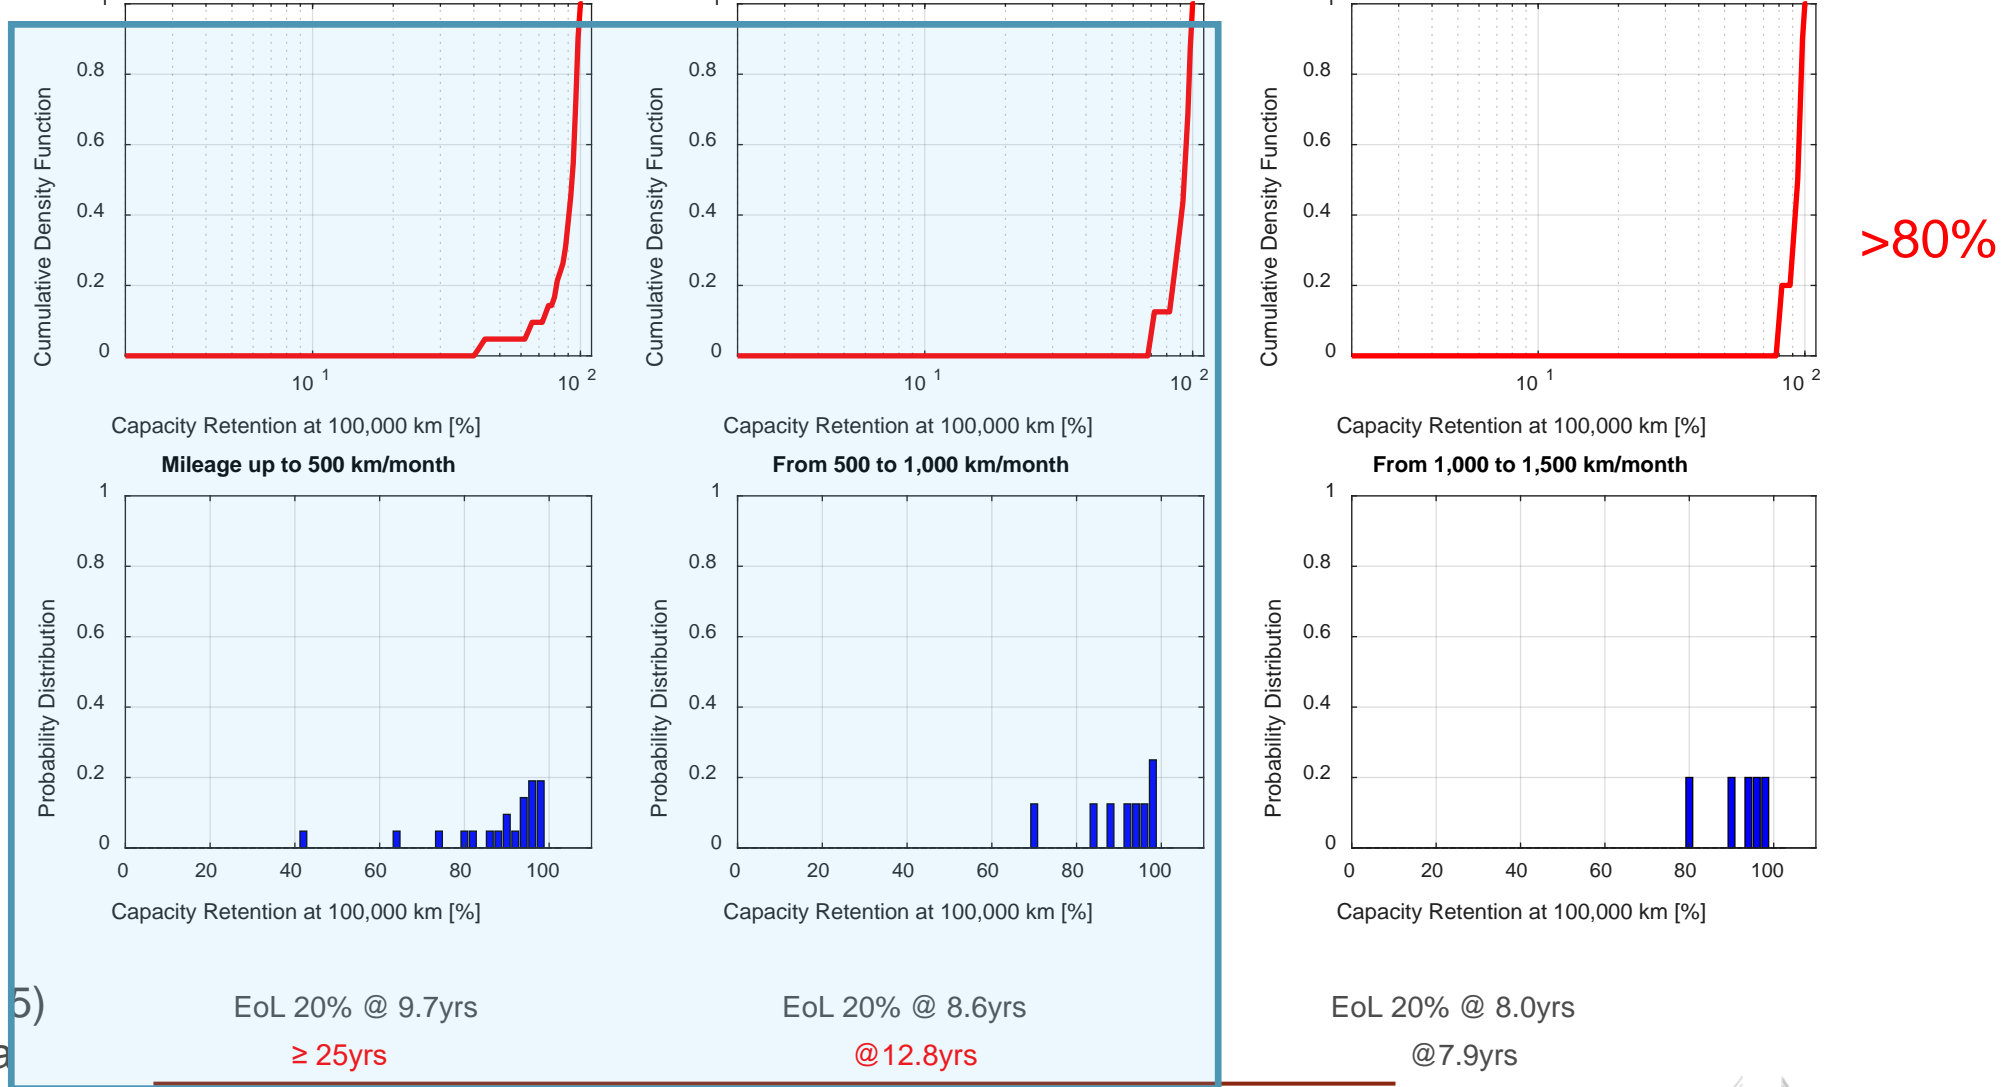 0.8 0.8 0.8
0.6 0.6 0.6
0.4 0.4 0.4
0.2 0.2 0.2
0 0 0
Cumulative Density Function Cumulative Density Function Cumulative Density Function
>80%
10 1 10 2 10 1 10 2 10 1 10 2
Capacity Retention at 100,000 km [%] Capacity Retention at 100,000 km [%] Capacity Retention at 100,000 km [%]
Mileage up to 500 km/month From 500 to 1,000 km/month From 1,000 to 1,500 km/month
1 1 1
0.8 0.8 0.8
0.6 0.6 0.6
0.4 0.4 0.4
0.2 0.2 0.2
0 0 0
Probability Distribution Probability Distribution Probability Distribution
0 20 40 60 80 100 0 20 40 60 80 100 0 20 40 60 80 100
Capacity Retention at 100,000 km [%] Capacity Retention at 100,000 km [%] Capacity Retention at 100,000 km [%]
5) EoL 20% @ 9.7yrs EoL 20% @ 8.6yrs EoL 20% @ 8.0yrs
≥ 25yrs @12.8yrs @7.9yrs